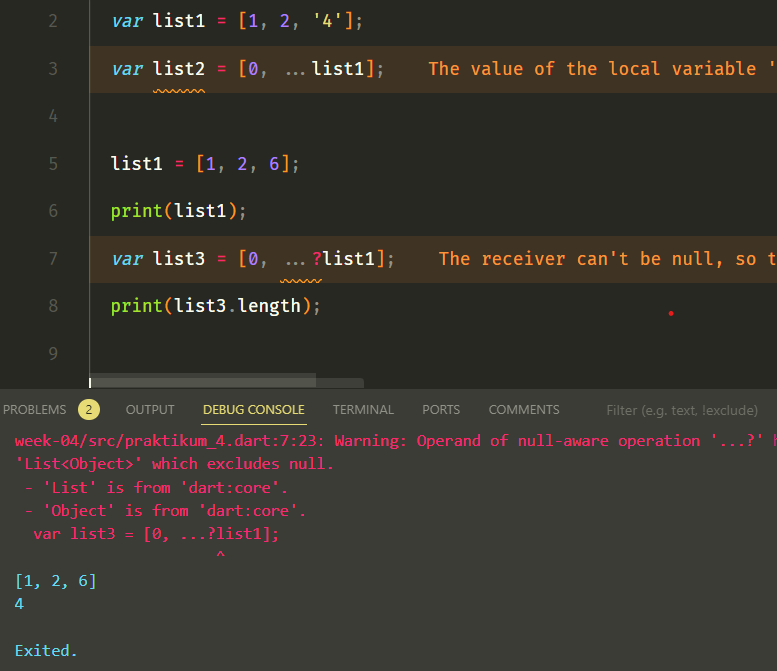 2 var list1 = [1, 2, '4'];
3 var list2 = [0, ...list1]; The value of the local variable '
4
5 list1 = [1, 2, 6];
6 print(list1);
7 var list3 = [0, ...?list1]; The receiver can't be null, so t
8 print(list3.length);
9
PROBLEMS 2 OUTPUT DEBUG CONSOLE TERMINAL PORTS COMMENTS Filter (e.g. text, !exclude)
week-04/src/praktikum_4.dart:7:23: Warning: Operand of null-aware operation '...?' h
'List<Object>' which excludes null.
- 'List' is from 'dart:core'.
- 'Object' is from 'dart:core'.
var list3 = [0, ...?list1];
^
[1, 2, 6]
4
Exited.